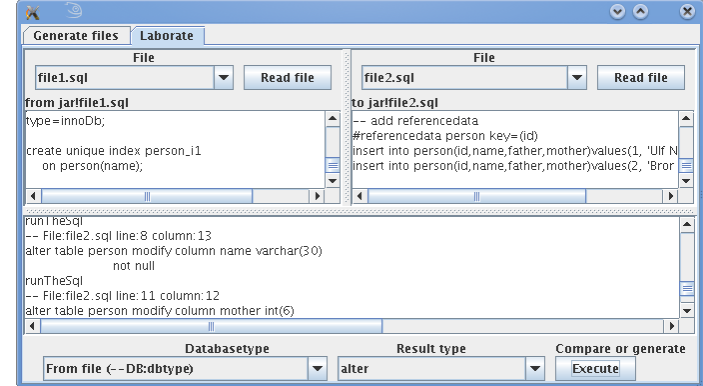 Generate files Laborate
File File
file1.sql Read file file2.sql Read file
from jar!file1.sql to jar!file2.sql
type=innoDb; -- add referencedata
#referencedata person key=(id)
create unique index person_i1 insert into person(id,name,father,mother)values(1, 'Ulf N
on person(name); insert into person(id,name,father,mother)values(2, 'Bror
runTheSql
-- File:file2.sql line:8 column:13
alter table person modify column name varchar(30)
not null
runTheSql
-- File:file2.sql line:11 column:12
alter table person modify column mother int(6)
Databasetype Result type Compare or generate
From file (--DB:dbtype) alter Execute